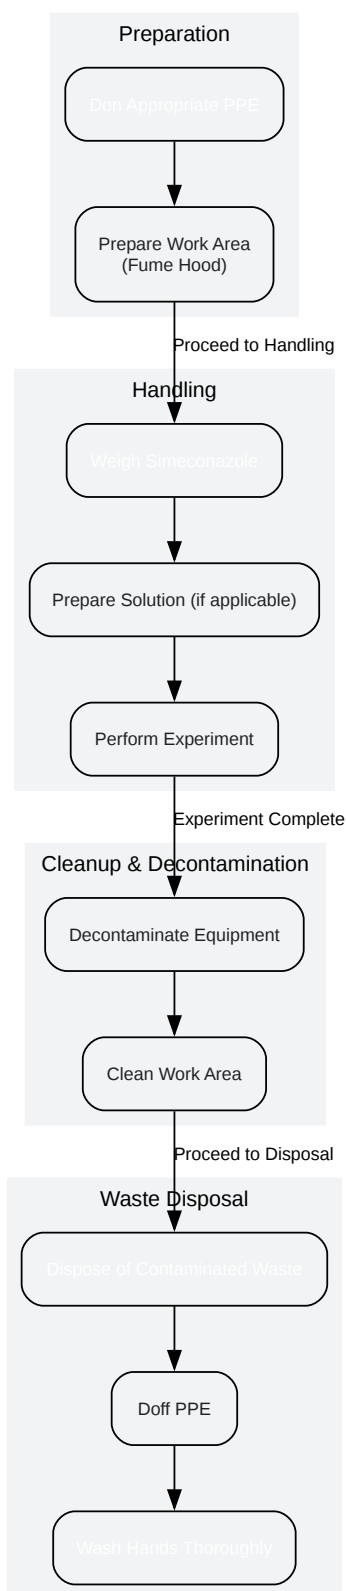 Preparation
Don Appropriate PPE
Prepare Work Area
(Fume Hood)
Proceed to Handling
Handling
Weigh Simeconazole
Prepare Solution (if applicable)
Perform Experiment
Experiment Complete
Cleanup & Decontamination
Decontaminate Equipment
Clean Work Area
Proceed to Disposal
Waste Disposal
Dispose of Contaminated Waste
Doff PPE
Wash Hands Thoroughly